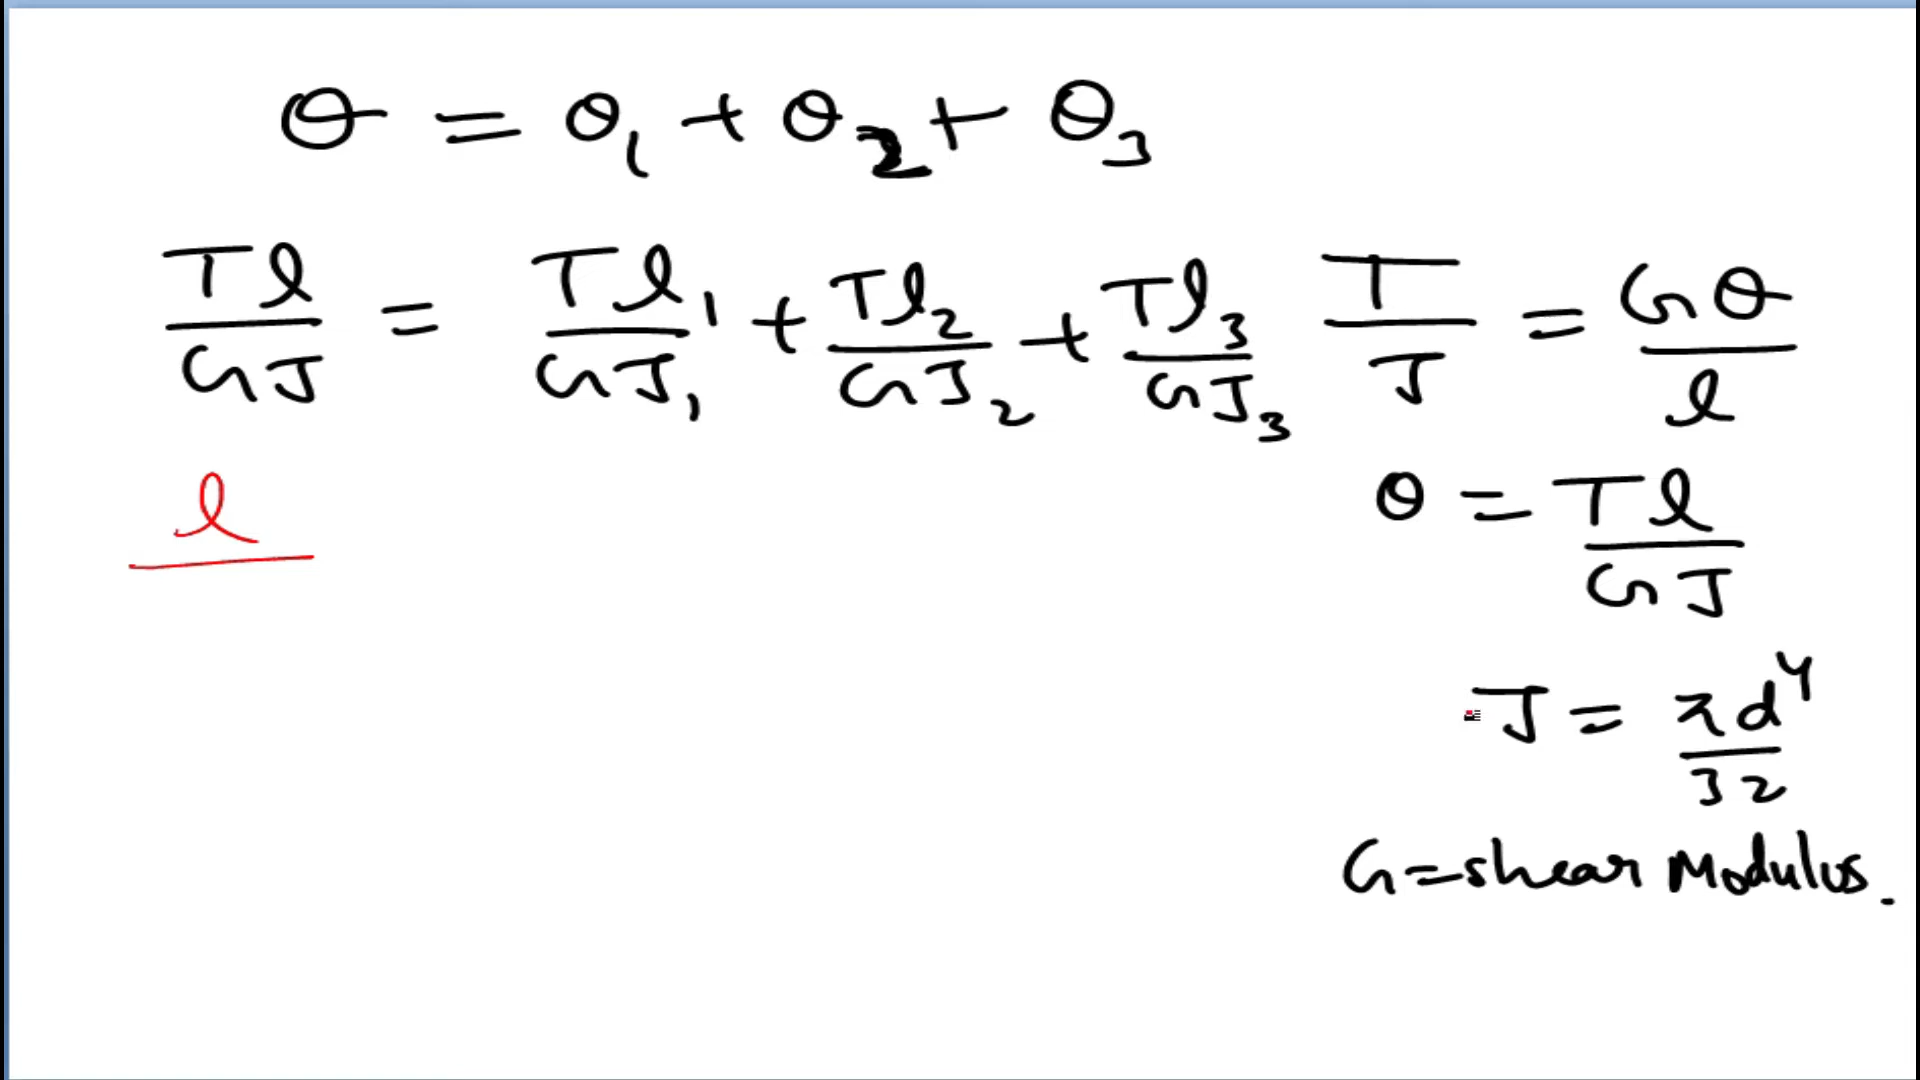 θ = θ₁ + θ₂ + θ₃
Tl/GJ = Tl₁/GJ₁ + Tl₂/GJ₂ + Tl₃/GJ₃
T/J = Gθ/l
l
θ = Tl/GJ
J = πd⁴/32
G = shear Modulus.